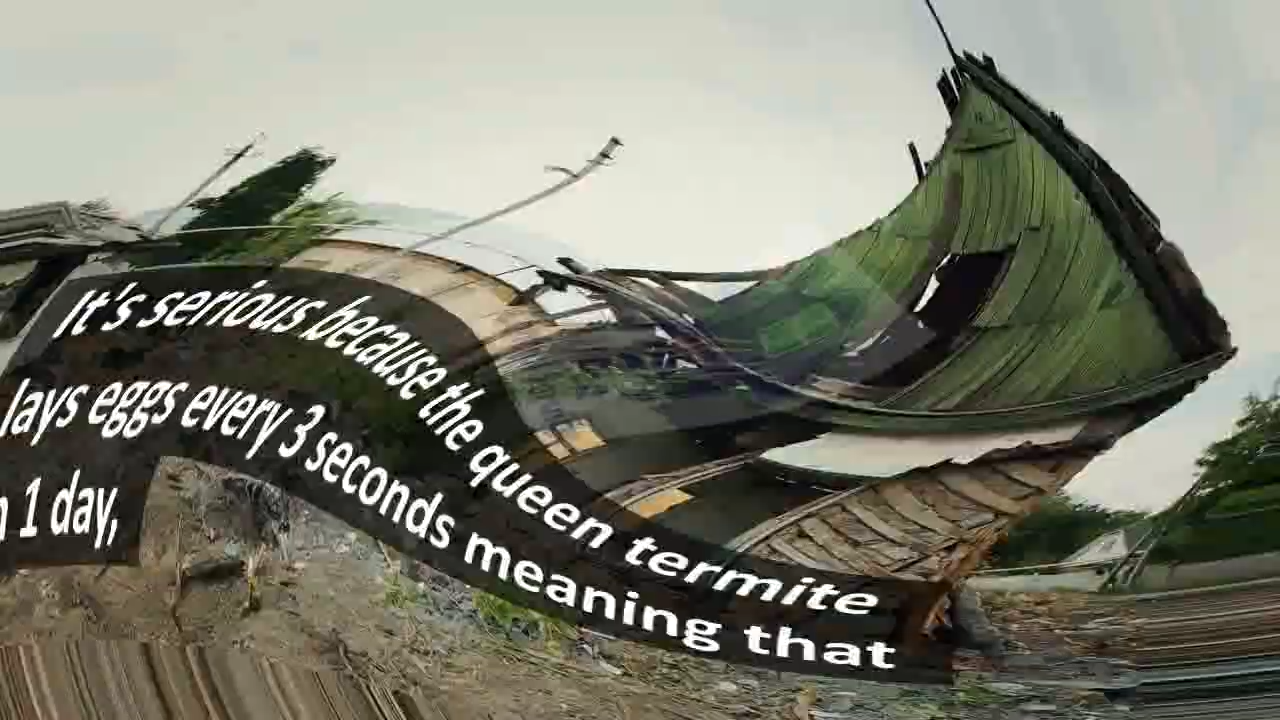 It's serious because the queen termite
lays eggs every 3 seconds meaning that
1 day,